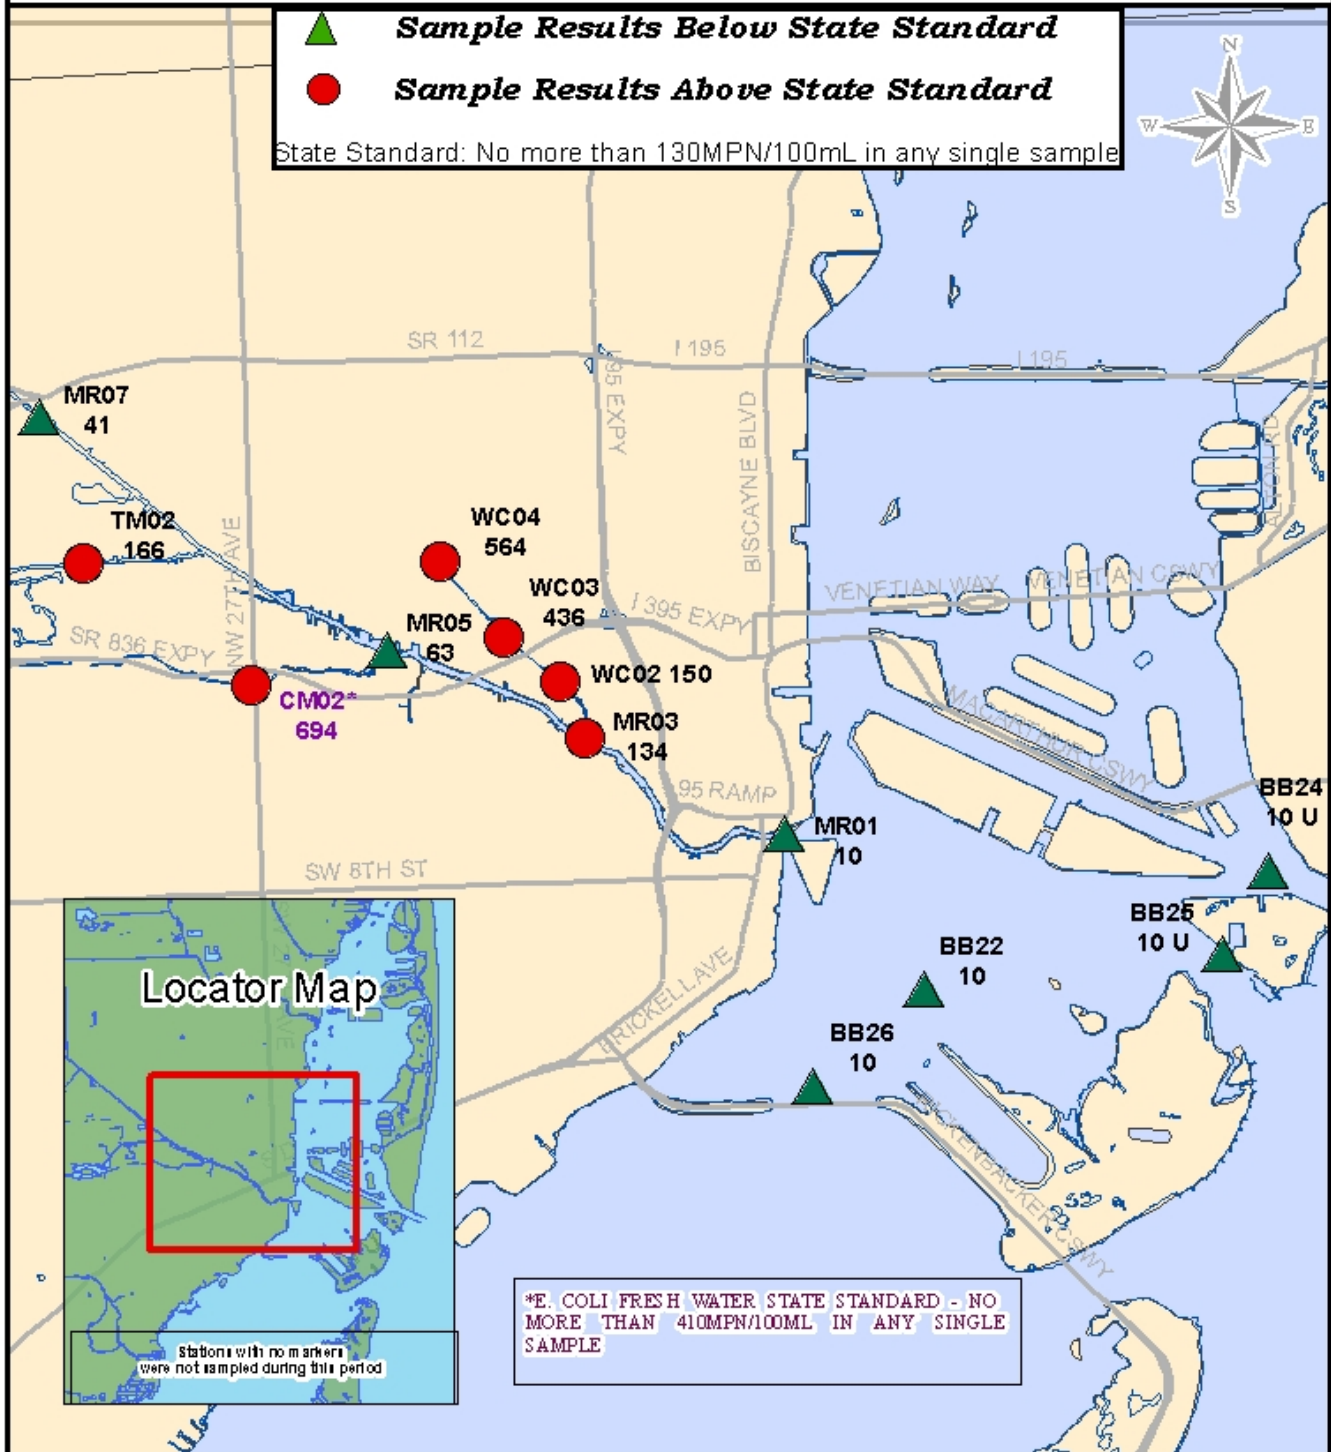 Sample Results Below State Standard
Sample Results Above State Standard
State Standard: No more than 130MPN/100mL in any single sample
N
W
E
S
SR 112
I 195
I 195
I 95 EXPY
BISCAYNE BLVD
ALTON RD
MR07
41
TM02
166
NW 27TH AVE
WC04
564
WC03
436
I 395 EXPY
VENETIAN WAY
VENETIAN CSWY
SR 836 EXPY
MR05
63
WC02 150
CM02*
694
MR03
134
MACARTHUR CSWY
95 RAMP
MR01
10
BB24
10 U
SW 8TH ST
BB25
10 U
BB22
10
BRICKELL AVE
BB26
10
RICKENBACKER CSWY
Locator Map
Stations with no markers
were not sampled during this period
*E. COLI FRESH WATER STATE STANDARD - NO
MORE THAN 410MPN/100ML IN ANY SINGLE
SAMPLE